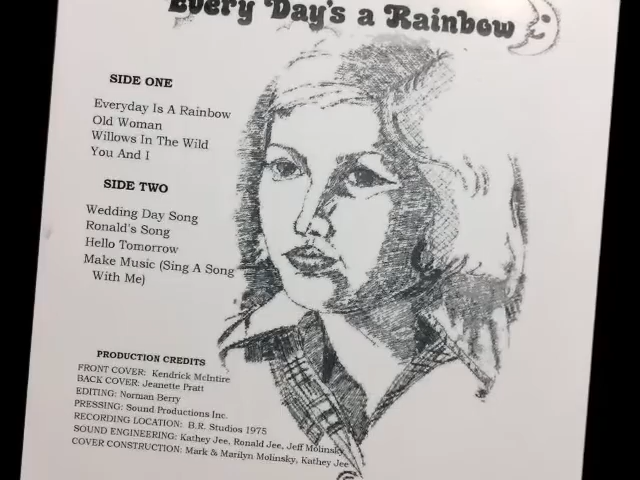 Every Day's a Rainbow
SIDE ONE
Everyday Is A Rainbow
Old Woman
Willows In The Wild
You And I
SIDE TWO
Wedding Day Song
Ronald's Song
Hello Tomorrow
Make Music (Sing A Song
With Me)
PRODUCTION CREDITS
FRONT COVER: Kendrick McIntire
BACK COVER: Jeanette Pratt
EDITING: Norman Berry
PRESSING: Sound Productions Inc.
RECORDING LOCATION: B.R. Studios 1975
SOUND ENGINEERING: Kathey Jee, Ronald Jee, Jeff Molinsky
COVER CONSTRUCTION: Mark & Marilyn Molinsky, Kathey Jee